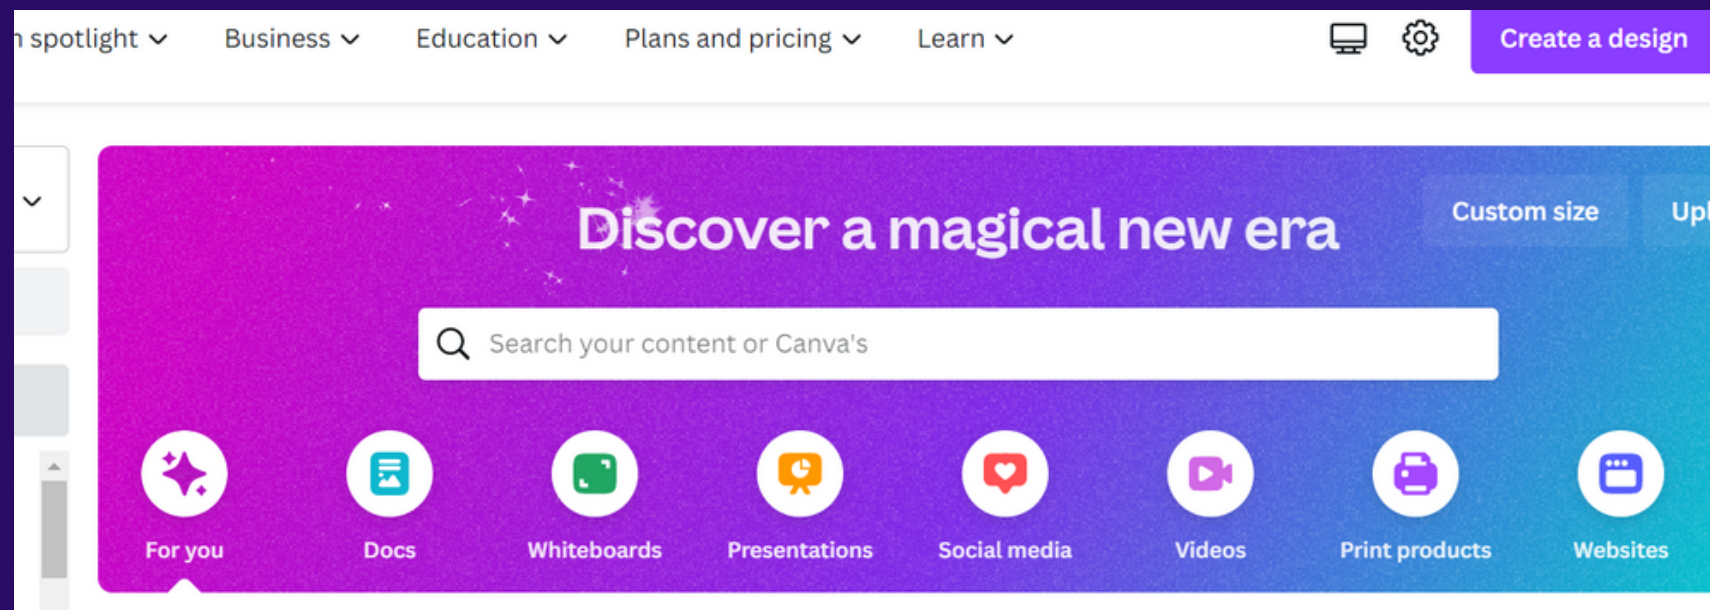 spotlight Business Education Plans and pricing Learn Create a design
Discover a magical new era
Custom size
Search your content or Canva's
For you Docs Whiteboards Presentations Social media Videos Print products Websites